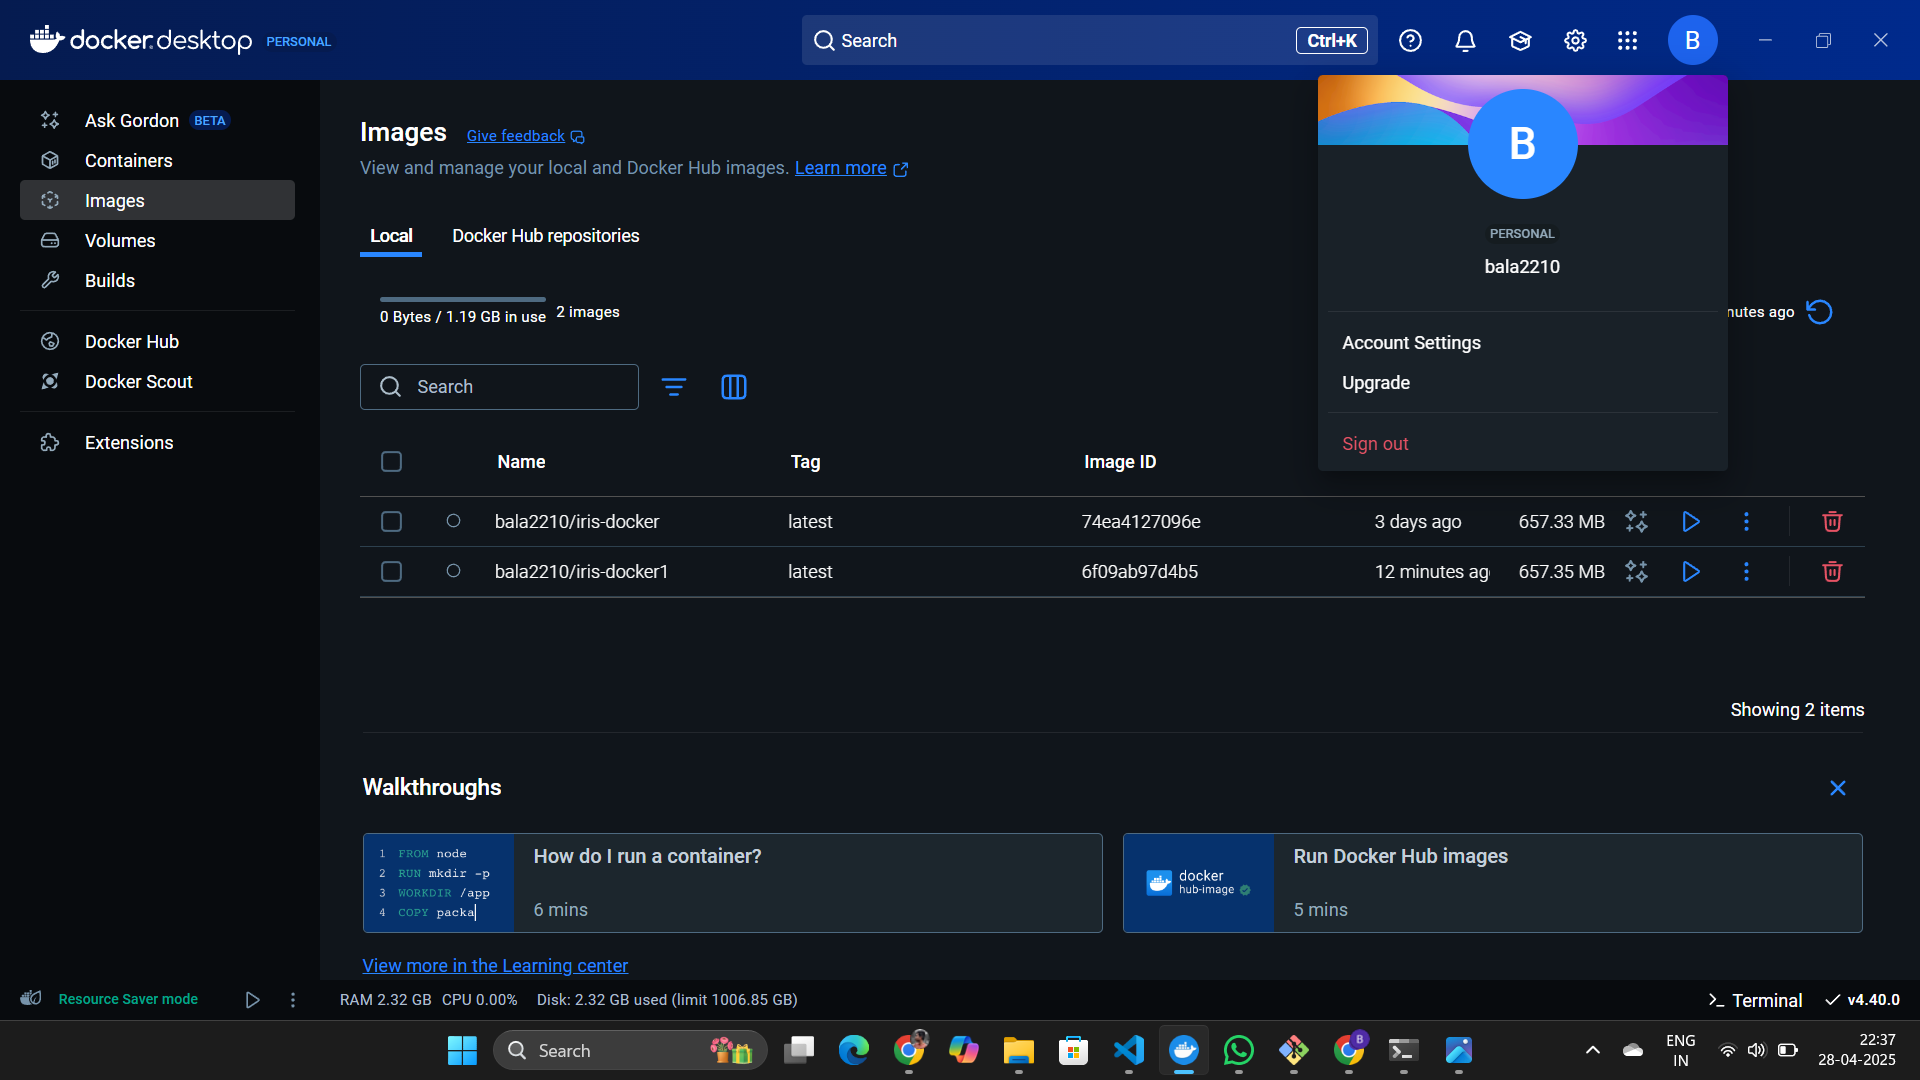 docker.desktop PERSONAL
Search Ctrl+K
B
Ask Gordon BETA
Containers
Images
Volumes
Builds
Docker Hub
Docker Scout
Extensions
Images Give feedback
View and manage your local and Docker Hub images. Learn more
Local Docker Hub repositories
0 Bytes / 1.19 GB in use 2 images
nutes ago
B
PERSONAL
bala2210
Account Settings
Upgrade
Sign out
Search
Name Tag Image ID
bala2210/iris-docker latest 74ea4127096e 3 days ago 657.33 MB
bala2210/iris-docker1 latest 6f09ab97d4b5 12 minutes ag 657.35 MB
Showing 2 items
Walkthroughs
1 FROM node
2 RUN mkdir -p
3 WORKDIR /app
4 COPY packa
How do I run a container?
6 mins
docker
hub-image
Run Docker Hub images
5 mins
View more in the Learning center
Resource Saver mode
RAM 2.32 GB CPU 0.00% Disk: 2.32 GB used (limit 1006.85 GB)
>_ Terminal v4.40.0
Search
B
ENG
IN
22:37
28-04-2025